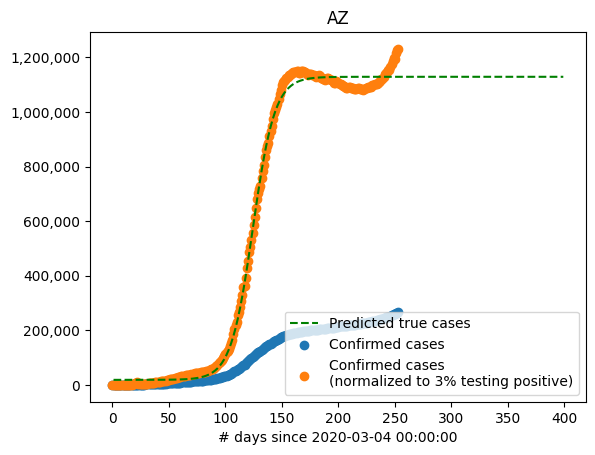 AZ
1,200,000
1,000,000
800,000
600,000
400,000
200,000
0
Predicted true cases
Confirmed cases
Confirmed cases
(normalized to 3% testing positive)
0 50 100 150 200 250 300 350 400
# days since 2020-03-04 00:00:00